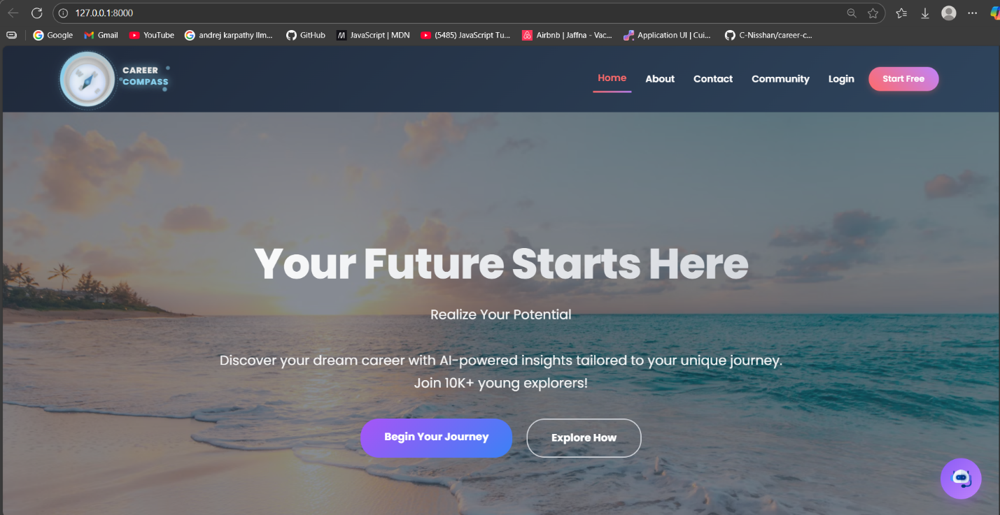 127.0.0.1:8000
Google
Gmail
YouTube
andrej karpathy llm...
GitHub
JavaScript | MDN
(5485) JavaScript Tu...
Airbnb | Jaffna - Vac...
Application UI | Cui...
C-Nisshan/career-c...
CAREER
COMPASS
Home
About
Contact
Community
Login
Start Free
Your Future Starts Here
Realize Your Potential
Discover your dream career with AI-powered insights tailored to your unique journey.
Join 10K+ young explorers!
Begin Your Journey
Explore How